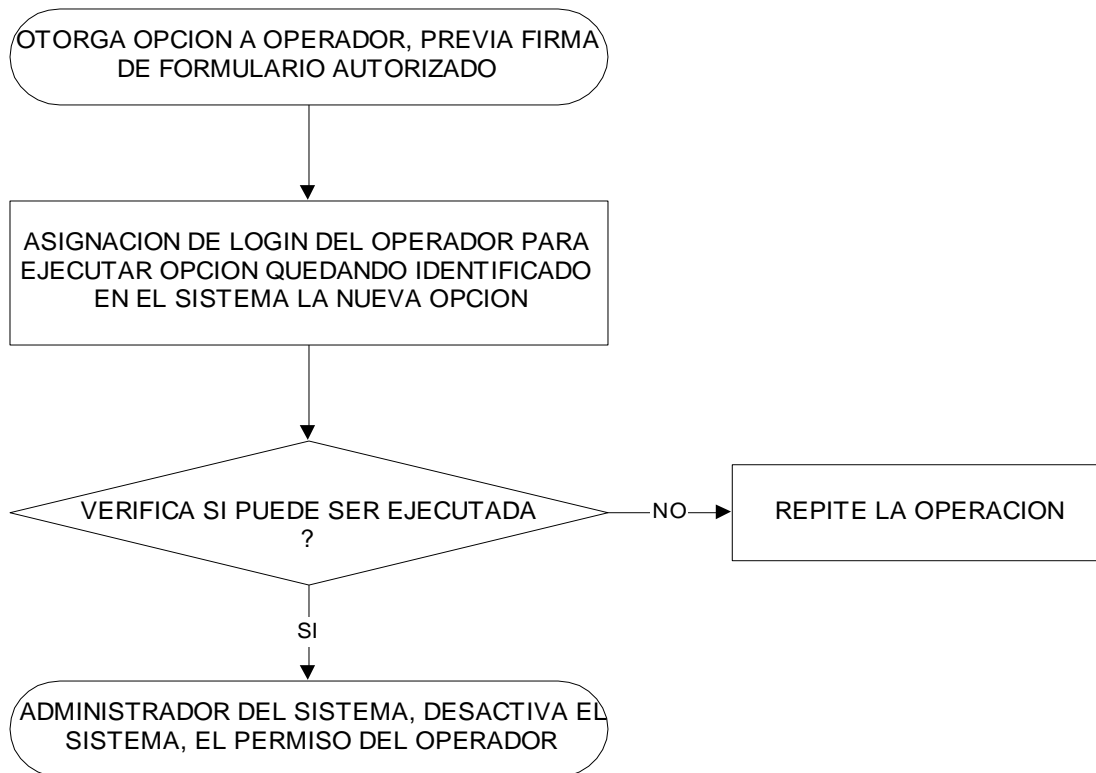 OTORGA OPCION A OPERADOR, PREVIA FIRMA
DE FORMULARIO AUTORIZADO
ASIGNACION DE LOGIN DEL OPERADOR PARA
EJECUTAR OPCION QUEDANDO IDENTIFICADO
EN EL SISTEMA LA NUEVA OPCION
VERIFICA SI PUEDE SER EJECUTADA
?
NO
REPITE LA OPERACION
SI
ADMINISTRADOR DEL SISTEMA, DESACTIVA EL
SISTEMA, EL PERMISO DEL OPERADOR